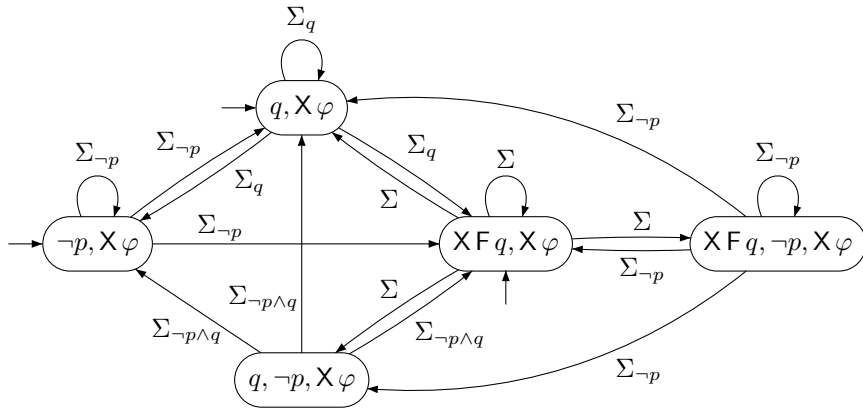 Σ_q
q, X φ
Σ_¬p
Σ_¬p
Σ_q
Σ_¬p
Σ_q
Σ
Σ
Σ_¬p
¬p, X φ
Σ_¬p
X F q, X φ
Σ
Σ_¬p
X F q, ¬p, X φ
Σ_¬p∧q
Σ
Σ_¬p∧q
Σ_¬p∧q
q, ¬p, X φ
Σ_¬p